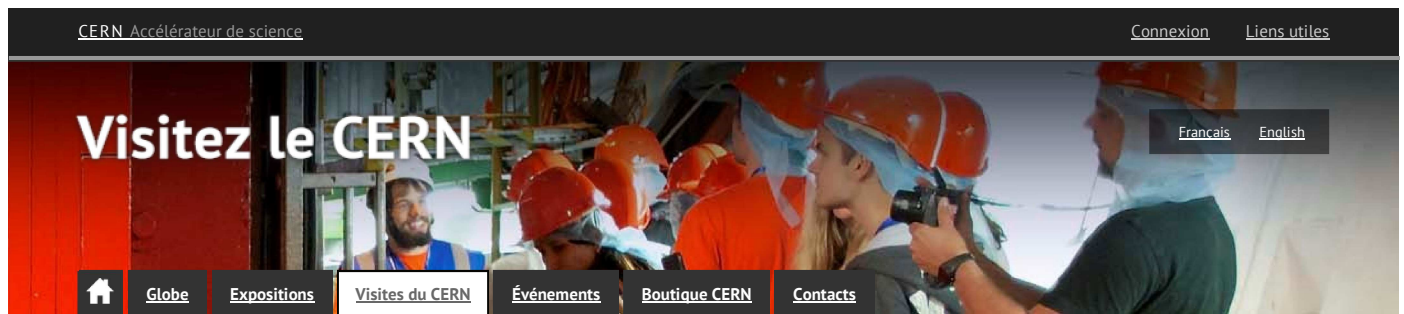 CERN Accélérateur de science
Connexion Liens utiles
Visitez le CERN
Français English
Globe Expositions Visites du CERN Événements Boutique CERN Contacts